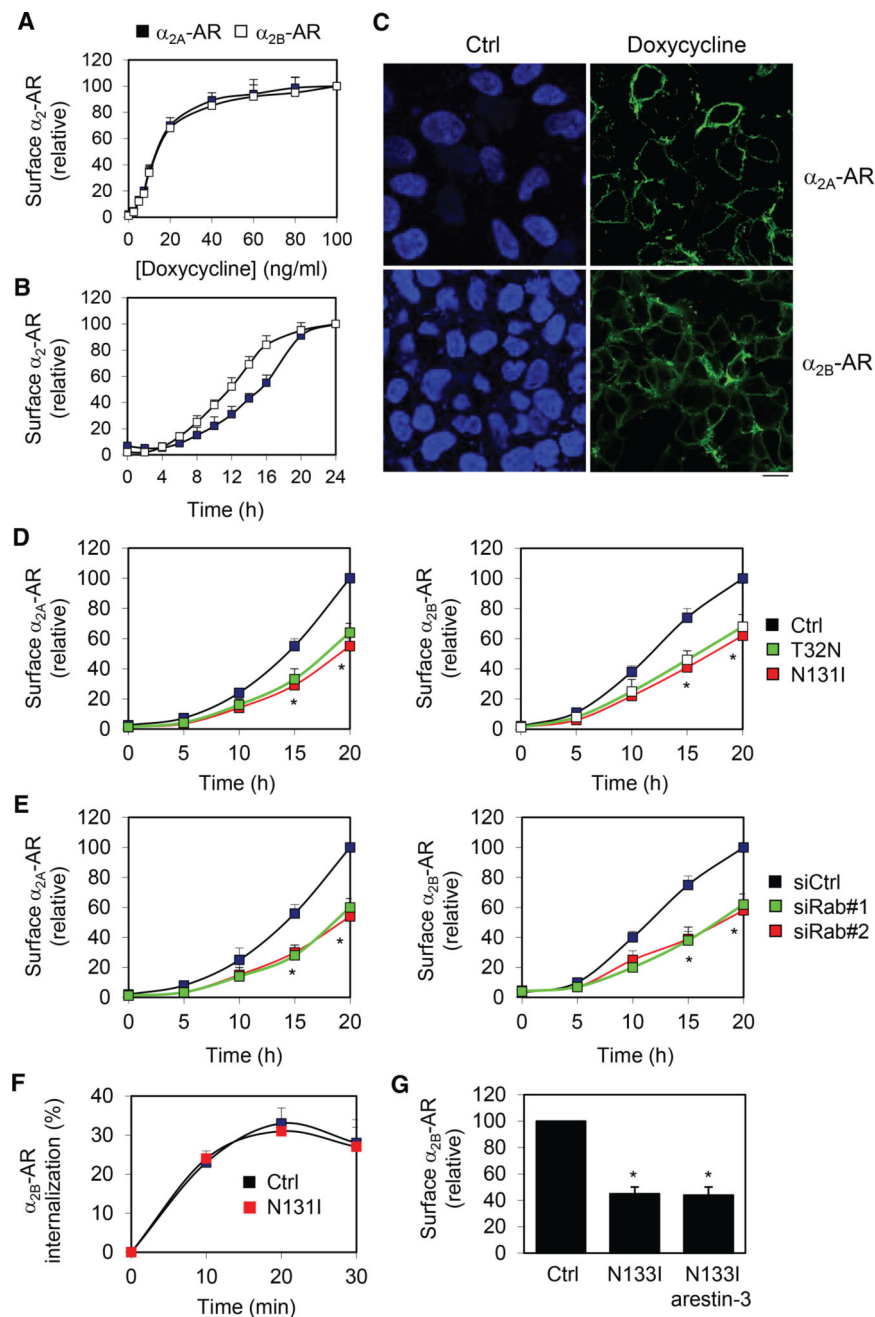 A
α2A-AR α2B-AR
Surface α2-AR
(relative)
120
100
80
60
40
20
0
0 20 40 60 80 100
[Doxycycline] (ng/ml)
B
Surface α2-AR
(relative)
120
100
80
60
40
20
0
0 4 8 12 16 20 24
Time (h)
C
Ctrl Doxycycline
α2A-AR
α2B-AR
D
Surface α2A-AR
(relative)
120
100
80
60
40
20
0
* *
0 5 10 15 20
Time (h)
Surface α2B-AR
(relative)
120
100
80
60
40
20
0
* *
0 5 10 15 20
Time (h)
Ctrl
T32N
N131I
E
Surface α2A-AR
(relative)
120
100
80
60
40
20
0
* *
0 5 10 15 20
Time (h)
Surface α2B-AR
(relative)
120
100
80
60
40
20
0
* *
0 5 10 15 20
Time (h)
siCtrl
siRab#1
siRab#2
F
α2B-AR
internalization (%)
40
30
20
10
0
Ctrl
N131I
0 10 20 30
Time (min)
G
Surface α2B-AR
(relative)
120
100
80
60
40
20
0
* *
Ctrl N133I N133I
arestin-3